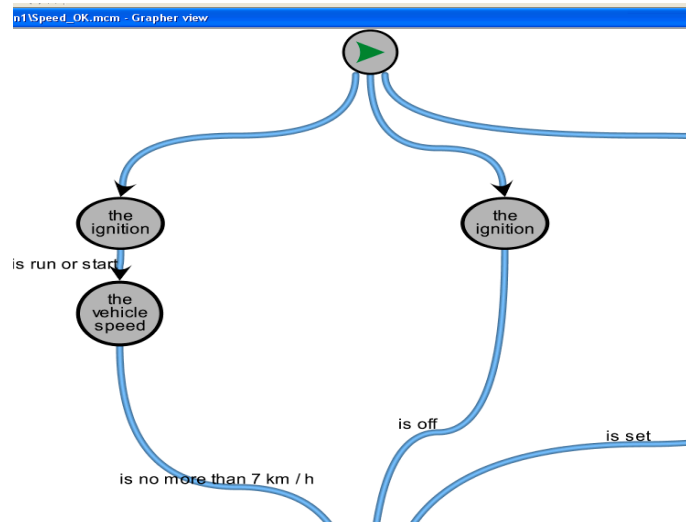 n1\Speed_OK.mcm - Grapher view
the
ignition
the
ignition
is run or start
the
vehicle
speed
is off
is set
is no more than 7 km / h